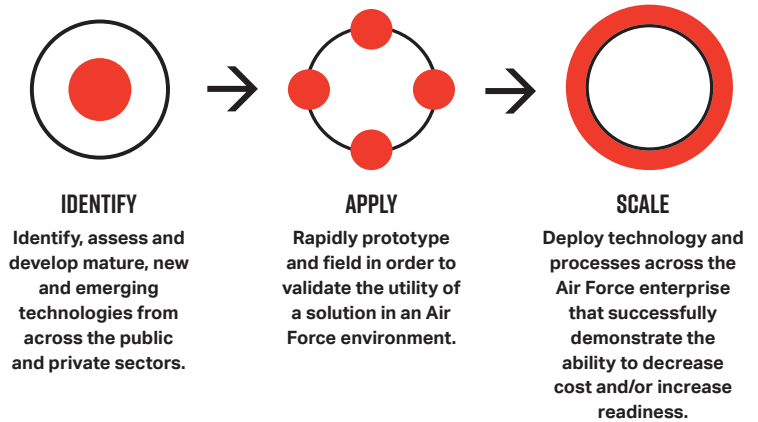 IDENTIFY
Identify, assess and
develop mature, new
and emerging
technologies from
across the public
and private sectors.
APPLY
Rapidly prototype
and field in order to
validate the utility of
a solution in an Air
Force environment.
SCALE
Deploy technology and
processes across the
Air Force enterprise
that successfully
demonstrate the
ability to decrease
cost and/or increase
readiness.